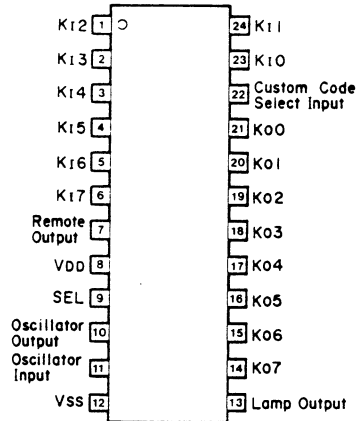 KI2 1 24 KI1
KI3 2 23 KI0
KI4 3 22 Custom Code
Select Input
KI5 4 21 KO0
KI6 5 20 KO1
KI7 6 19 KO2
Remote
Output 7 18 KO3
VDD 8 17 KO4
SEL 9 16 KO5
Oscillator
Output 10 15 KO6
Oscillator
Input 11 14 KO7
VSS 12 13 Lamp Output